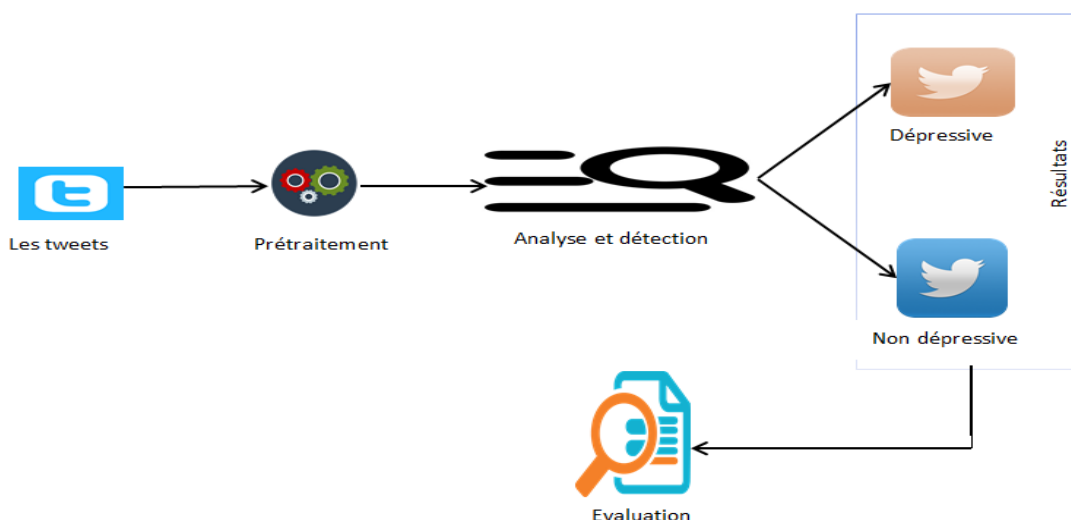 Les tweets
Prétraitement
Analyse et détection
Dépressive
Non dépressive
Résultats
Evaluation